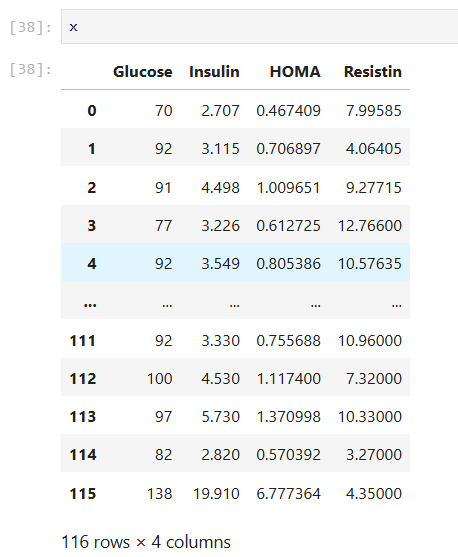 [38]: x
[38]:
Glucose Insulin HOMA Resistin
0 70 2.707 0.467409 7.99585
1 92 3.115 0.706897 4.06405
2 91 4.498 1.009651 9.27715
3 77 3.226 0.612725 12.76600
4 92 3.549 0.805386 10.57635
... ... ... ... ...
111 92 3.330 0.755688 10.96000
112 100 4.530 1.117400 7.32000
113 97 5.730 1.370998 10.33000
114 82 2.820 0.570392 3.27000
115 138 19.910 6.777364 4.35000
116 rows × 4 columns